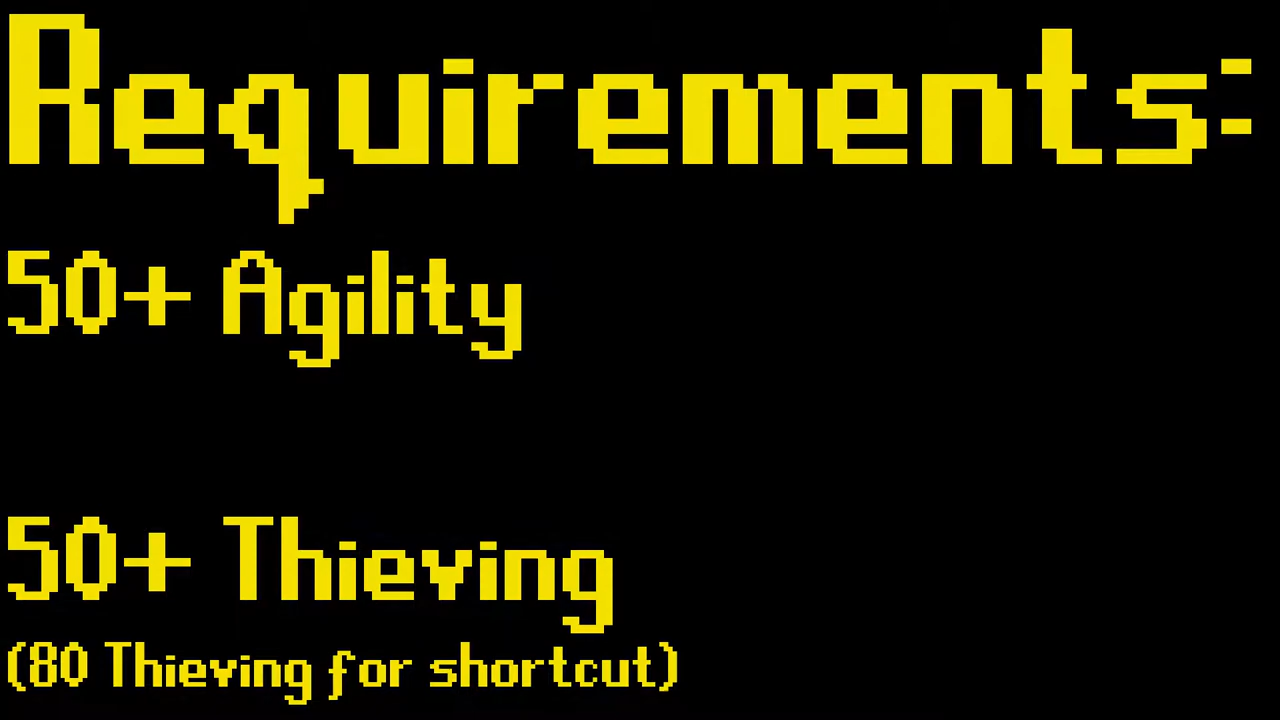 Requirements:
50+ Agility
50+ Thieving
(80 Thieving for shortcut)